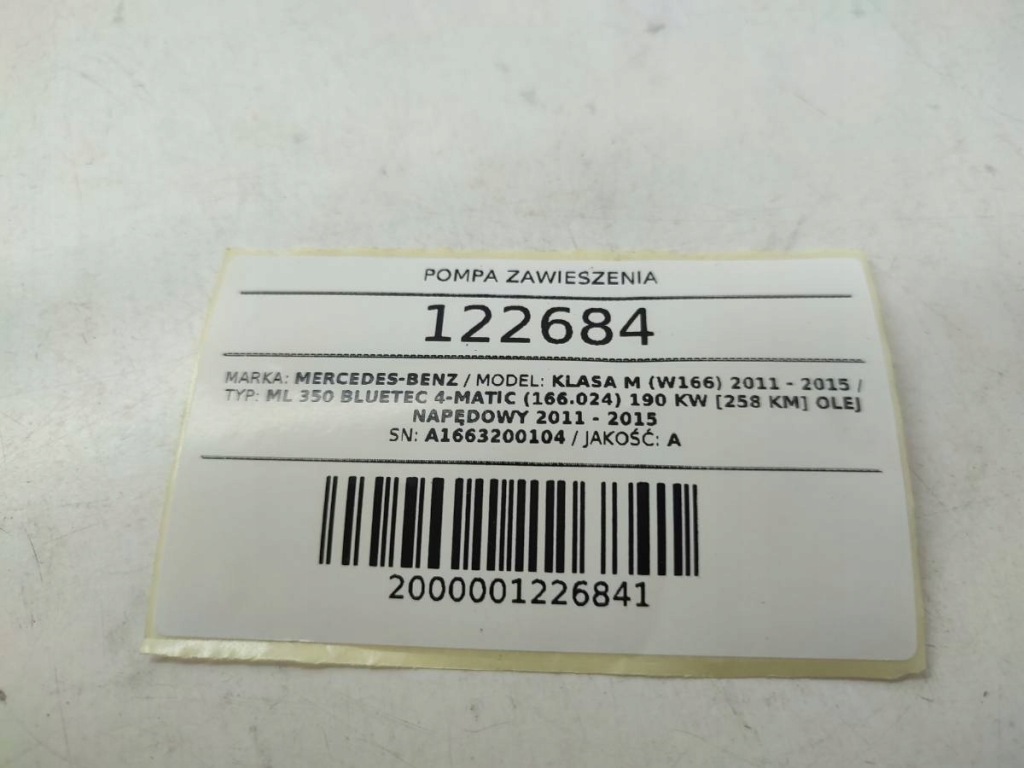 POMPA ZAWIESZENIA
122684
MARKA: MERCEDES-BENZ / MODEL: KLASA M (W166) 2011 - 2015 /
TYP: ML 350 BLUETEC 4-MATIC (166.024) 190 KW [258 KM] OLEJ
NAPĘDOWY 2011 - 2015
SN: A1663200104 / JAKOŚĆ: A
2000001226841